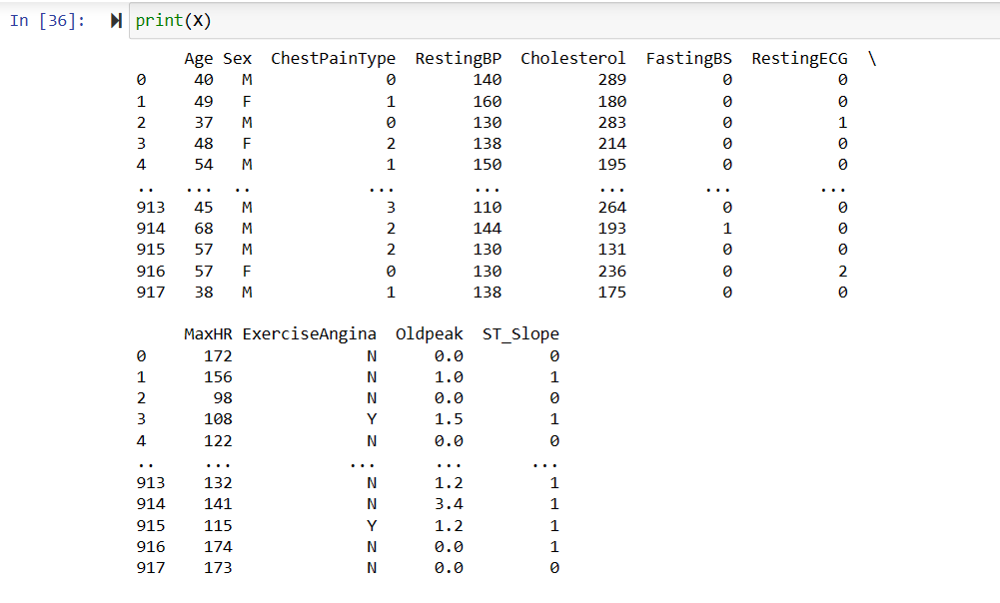 In [36]: print(X)
Age Sex ChestPainType RestingBP Cholesterol FastingBS RestingECG \
0 40 M 0 140 289 0 0
1 49 F 1 160 180 0 0
2 37 M 0 130 283 0 1
3 48 F 2 138 214 0 0
4 54 M 1 150 195 0 0
.. ... .. ... ... ... ... ...
913 45 M 3 110 264 0 0
914 68 M 2 144 193 1 0
915 57 M 2 130 131 0 0
916 57 F 0 130 236 0 2
917 38 M 1 138 175 0 0
MaxHR ExerciseAngina Oldpeak ST_Slope
0 172 N 0.0 0
1 156 N 1.0 1
2 98 N 0.0 0
3 108 Y 1.5 1
4 122 N 0.0 0
.. ... ... ... ...
913 132 N 1.2 1
914 141 N 3.4 1
915 115 Y 1.2 1
916 174 N 0.0 1
917 173 N 0.0 0